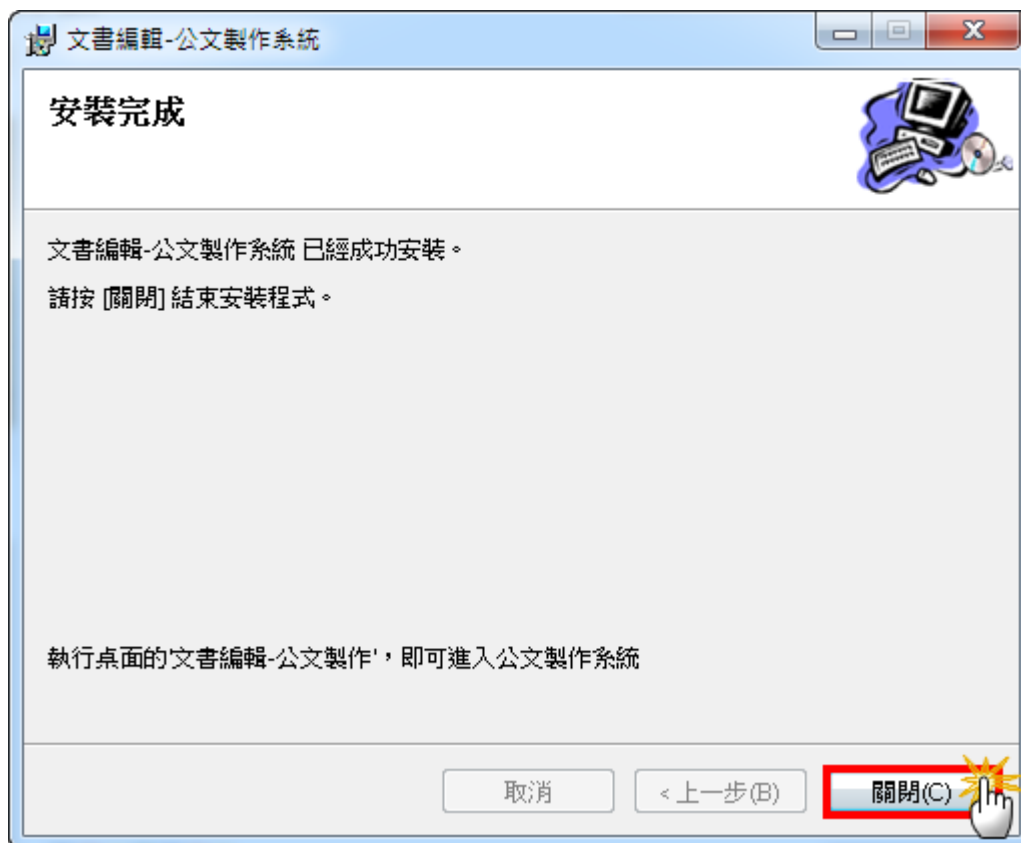 文書編輯-公文製作系統
安裝完成
文書編輯-公文製作系統 已經成功安裝。
請按 [關閉] 結束安裝程式。
執行桌面的'文書編輯-公文製作'，即可進入公文製作系統
取消
< 上一步(B)
關閉(C)